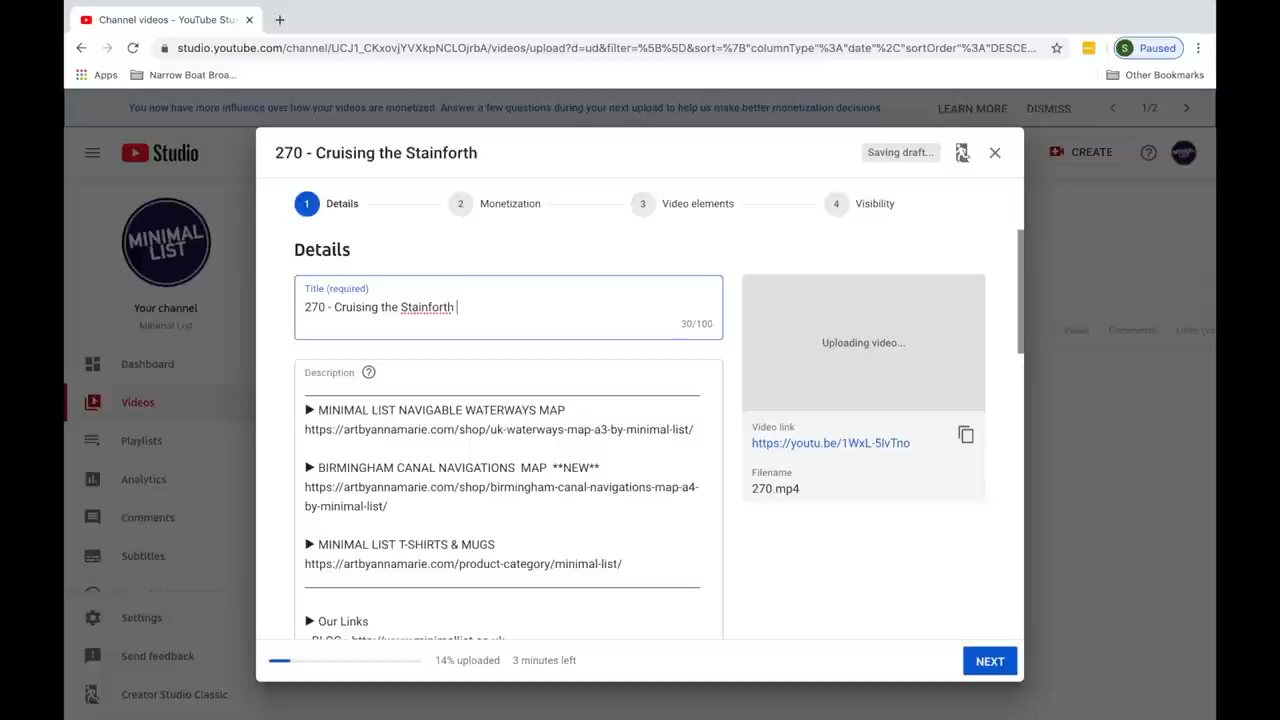 Channel videos - YouTube Stu
studio.youtube.com/channel/UCJ1_CKxovjYVXkpNCLOjrbA/videos/upload?d=ud&filter=%5B%5D&sort=%7B"columnType"%3A"date"%2C"sortOrder"%3A"DESCE...
S Paused
Apps Narrow Boat Broa... Other Bookmarks
You now have more influence over how your videos are monetized. Answer a few questions during your next upload to help us make better monetization decisions LEARN MORE DISMISS 1/2
Studio
CREATE
270 - Cruising the Stainforth
Saving draft...
MINIMAL LIST
Your channel
Minimal List
Dashboard
Videos
Playlists
Analytics
Comments
Subtitles
Settings
Send feedback
Creator Studio Classic
1 Details 2 Monetization 3 Video elements 4 Visibility
Details
Title (required)
270 - Cruising the Stainforth
30/100
Description
▶ MINIMAL LIST NAVIGABLE WATERWAYS MAP
https://artbyannamarie.com/shop/uk-waterways-map-a3-by-minimal-list/
▶ BIRMINGHAM CANAL NAVIGATIONS MAP **NEW**
https://artbyannamarie.com/shop/birmingham-canal-navigations-map-a4-
by-minimal-list/
▶ MINIMAL LIST T-SHIRTS & MUGS
https://artbyannamarie.com/product-category/minimal-list/
▶ Our Links
Uploading video...
Video link
https://youtu.be/1WxL-5lvTno
Filename
270.mp4
Views Comments Likes
14% uploaded 3 minutes left
NEXT